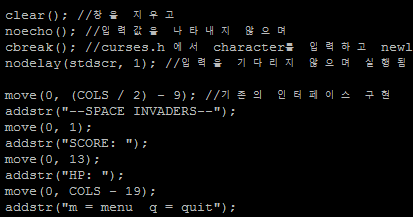 clear(); //창을 지우고
noecho(); //입력값을 나타내지 않으며
cbreak(); //curses.h 에서 character를 입력하고 newl
nodelay(stdscr, 1); //입력을 기다리지 않으며 실행됨
move(0, (COLS / 2) - 9); //기존의 인터페이스 구현
addstr("--SPACE INVADERS--");
move(0, 1);
addstr("SCORE: ");
move(0, 13);
addstr("HP: ");
move(0, COLS - 19);
addstr("m = menu  q = quit");